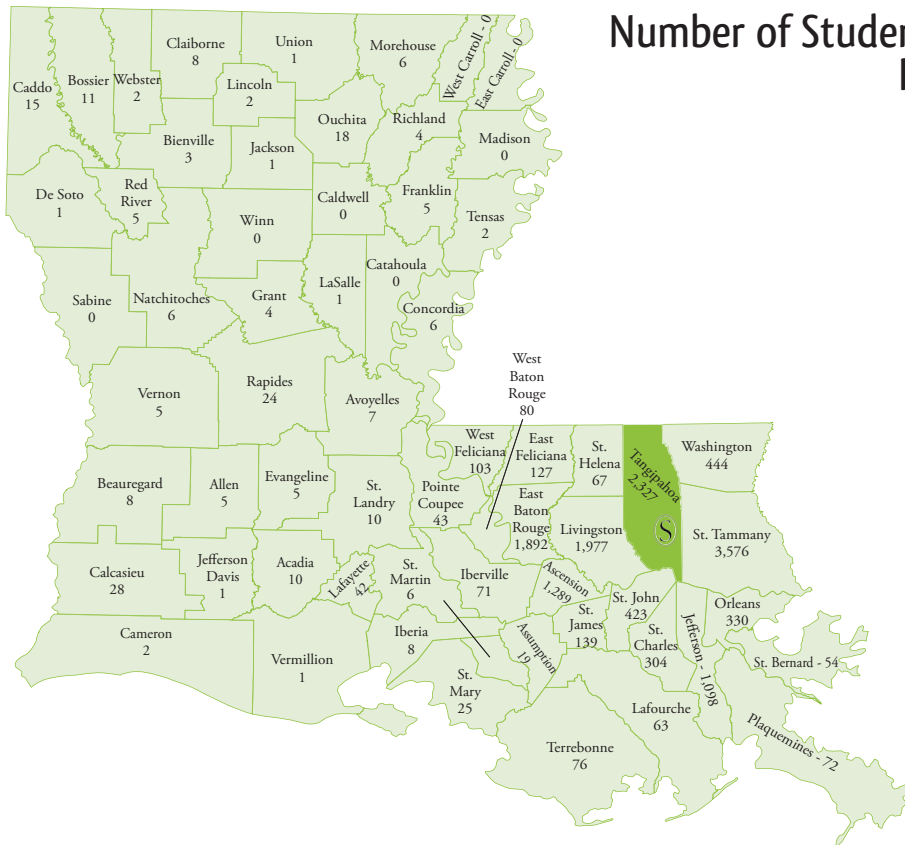 Number of Studen
Caddo
15
Bossier
11
Webster
2
Claiborne
8
Union
1
Morehouse
6
West Carroll - 0
East Carroll - 0
Lincoln
2
Ouchita
18
Richland
4
Madison
0
Bienville
3
Jackson
1
De Soto
1
Red
River
5
Winn
0
Caldwell
0
Franklin
5
Tensas
2
Sabine
0
Natchitoches
6
Grant
4
LaSalle
1
Catahoula
0
Concordia
6
Vernon
5
Rapides
24
Avoyelles
7
West
Baton
Rouge
80
Beauregard
8
Allen
5
Evangeline
5
St.
Landry
10
Pointe
Coupee
43
West
Feliciana
103
East
Feliciana
127
St.
Helena
67
Tangipahoa
2,327
S
Washington
444
East
Baton
Rouge
1,892
Livingston
1,977
St. Tammany
3,576
Calcasieu
28
Jefferson
Davis
1
Acadia
10
Lafayette
42
St.
Martin
6
Iberville
71
Ascension
1,289
St. John
423
Orleans
330
St.
James
139
St.
Charles
304
Jefferson - 1,098
St. Bernard - 54
Cameron
2
Vermillion
1
Iberia
8
Assumption
19
St.
Mary
25
Lafourche
63
Terrebonne
76
Plaquemines - 72